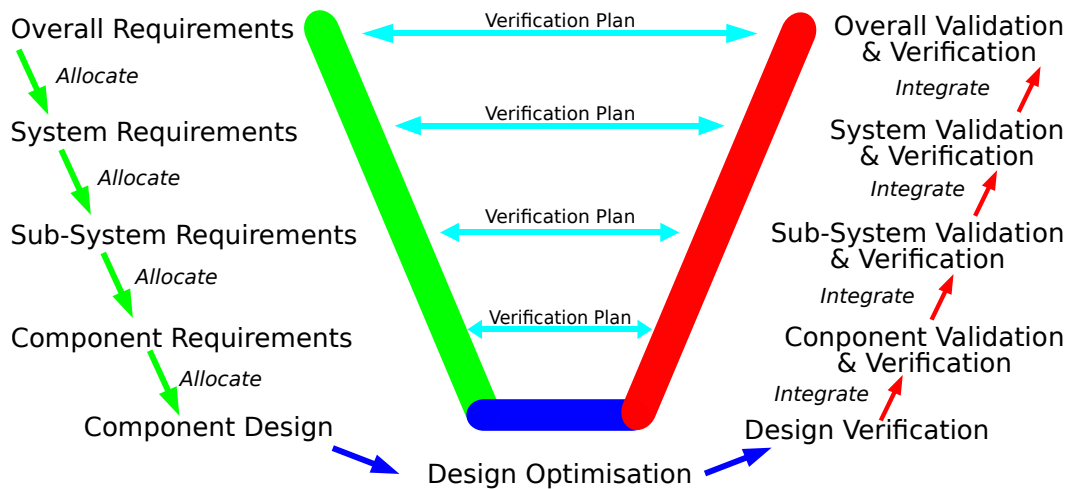 Overall Requirements
Allocate
System Requirements
Allocate
Sub-System Requirements
Allocate
Component Requirements
Allocate
Component Design
Design Optimisation
Verification Plan
Verification Plan
Verification Plan
Verification Plan
Overall Validation
& Verification
Integrate
System Validation
& Verification
Integrate
Sub-System Validation
& Verification
Integrate
Conponent Validation
& Verification
Integrate
Design Verification